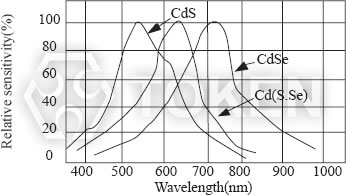 Relative sensitivity(%)
100
80
60
40
20
0
CdS
CdSe
Cd(S.Se)
TOKEN
400 500 600 700 800 900 1000
Wavelength(nm)